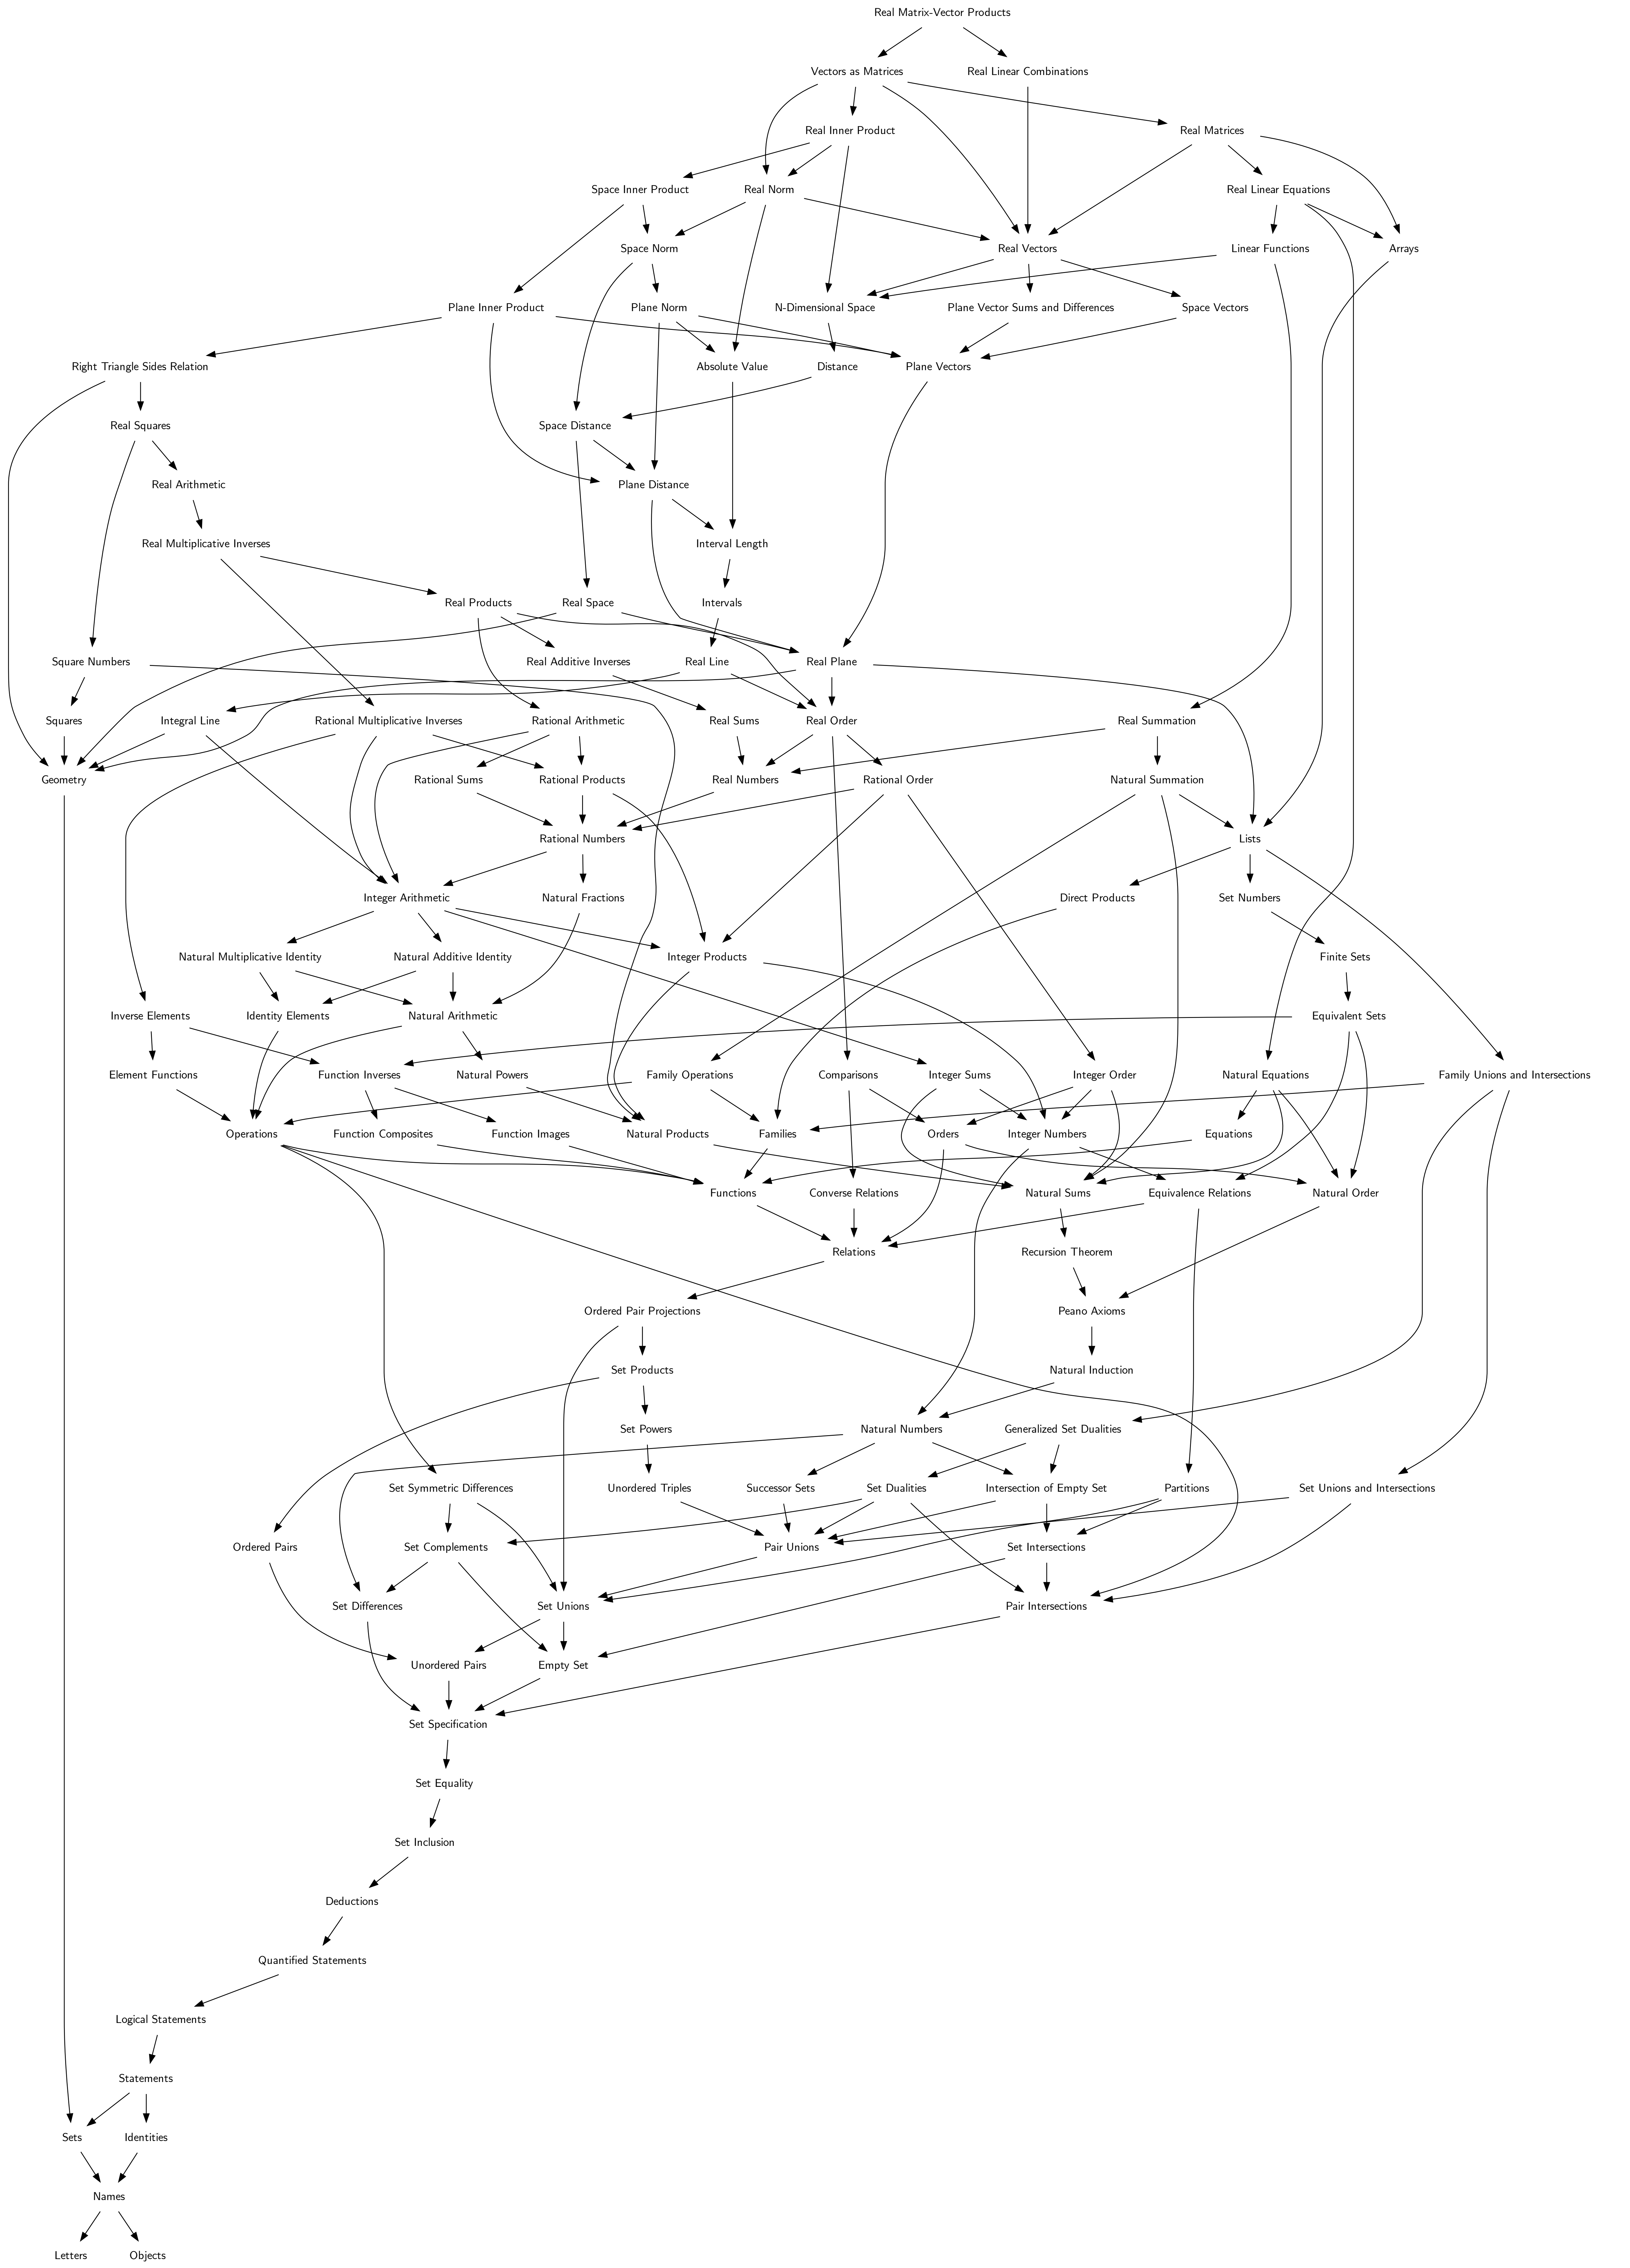 Real Matrix-Vector Products
Vectors as Matrices
Real Linear Combinations
Real Inner Product
Real Matrices
Space Inner Product
Real Norm
Real Linear Equations
Space Norm
Real Vectors
Linear Functions
Arrays
Plane Inner Product
Plane Norm
N-Dimensional Space
Plane Vector Sums and Differences
Space Vectors
Right Triangle Sides Relation
Absolute Value
Distance
Plane Vectors
Real Squares
Space Distance
Real Arithmetic
Plane Distance
Real Multiplicative Inverses
Interval Length
Real Products
Real Space
Intervals
Square Numbers
Real Additive Inverses
Real Line
Real Plane
Squares
Integral Line
Rational Multiplicative Inverses
Rational Arithmetic
Real Sums
Real Order
Real Summation
Geometry
Rational Sums
Rational Products
Real Numbers
Rational Order
Natural Summation
Rational Numbers
Lists
Integer Arithmetic
Natural Fractions
Direct Products
Set Numbers
Natural Multiplicative Identity
Natural Additive Identity
Integer Products
Finite Sets
Inverse Elements
Identity Elements
Natural Arithmetic
Equivalent Sets
Element Functions
Function Inverses
Natural Powers
Family Operations
Comparisons
Integer Sums
Integer Order
Natural Equations
Family Unions and Intersections
Operations
Function Composites
Function Images
Natural Products
Families
Orders
Integer Numbers
Equations
Functions
Converse Relations
Natural Sums
Equivalence Relations
Natural Order
Relations
Recursion Theorem
Ordered Pair Projections
Peano Axioms
Set Products
Natural Induction
Set Powers
Natural Numbers
Generalized Set Dualities
Set Symmetric Differences
Unordered Triples
Successor Sets
Set Dualities
Intersection of Empty Set
Partitions
Set Unions and Intersections
Ordered Pairs
Set Complements
Pair Unions
Set Intersections
Set Differences
Set Unions
Pair Intersections
Unordered Pairs
Empty Set
Set Specification
Set Equality
Set Inclusion
Deductions
Quantified Statements
Logical Statements
Statements
Sets
Identities
Names
Letters
Objects